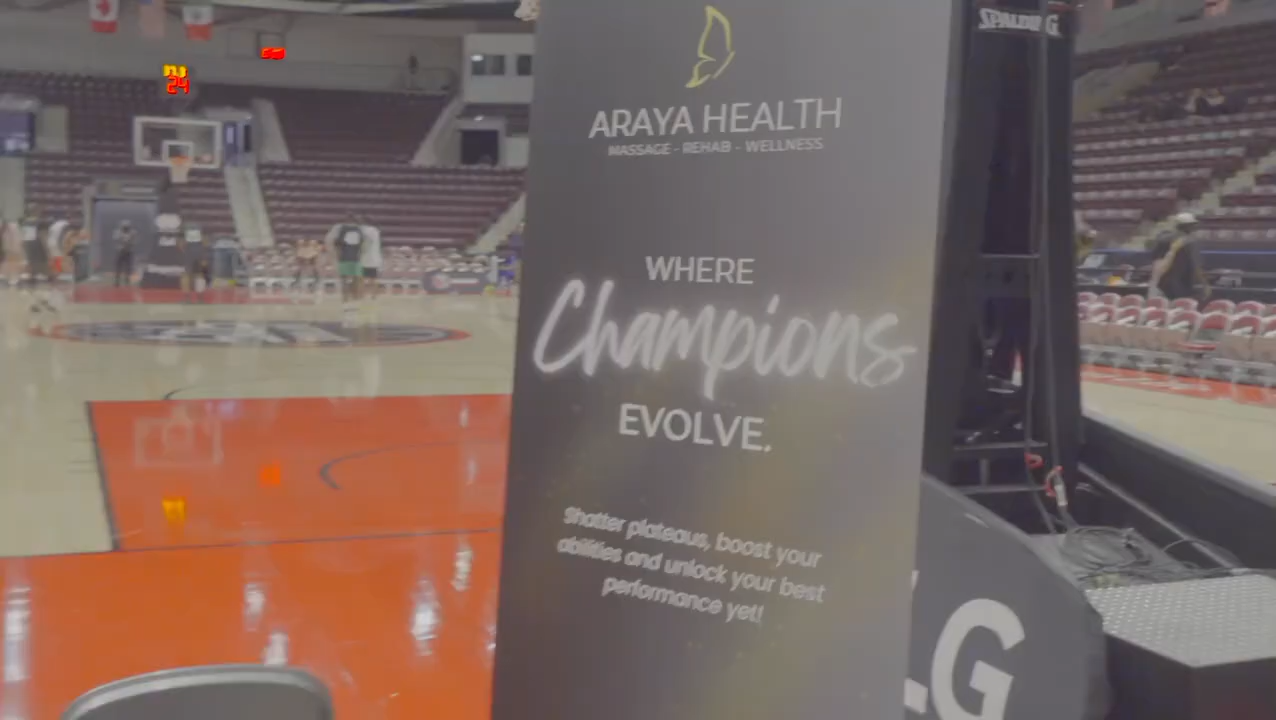 24
SPALDING
ARAYA HEALTH
MASSAGE - REHAB - WELLNESS
WHERE
Champions
EVOLVE.
Shatter plateaus, boost your
abilities and unlock your best
performance yet!
LG